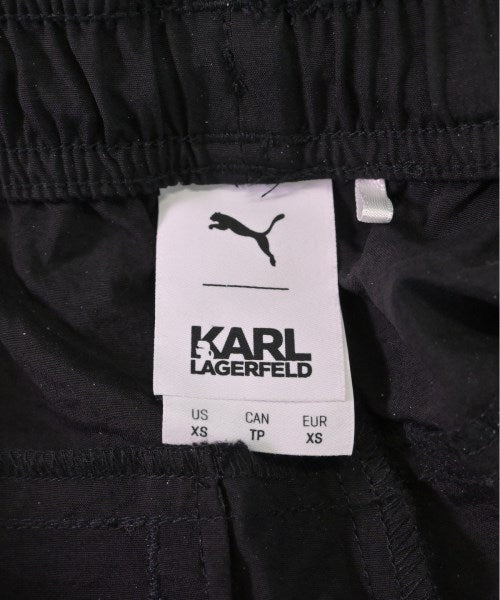 KARL
LAGERFELD
US CAN EUR
XS TP XS